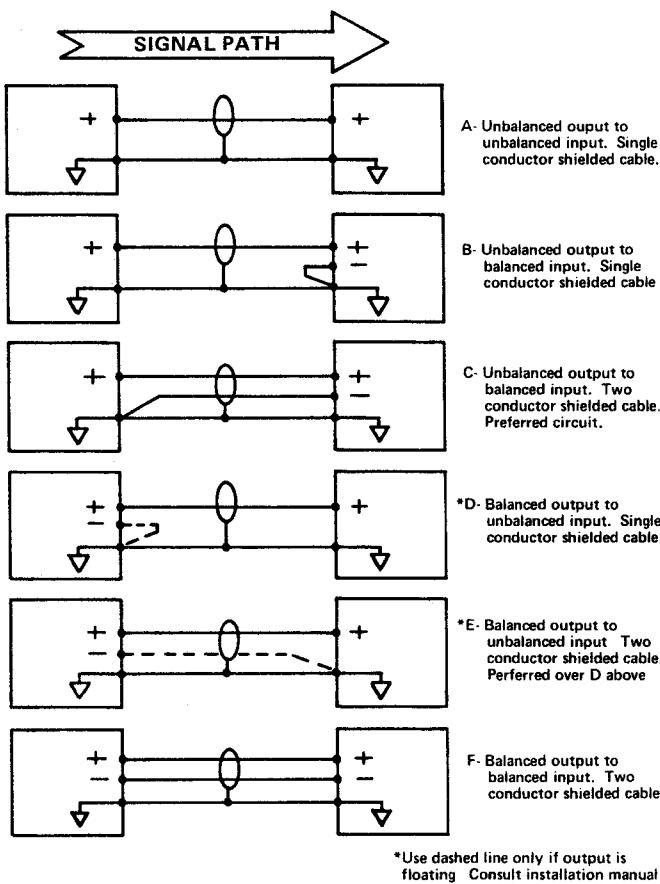 SIGNAL PATH
+ +
A- Unbalanced ouput to
unbalanced input. Single
conductor shielded cable.
+ +
−
B- Unbalanced output to
balanced input. Single
conductor shielded cable
+ +
−
C- Unbalanced output to
balanced input. Two
conductor shielded cable.
Preferred circuit.
+ +
−
*D- Balanced output to
unbalanced input. Single
conductor shielded cable
+ +
−
*E- Balanced output to
unbalanced input Two
conductor shielded cable
Perferred over D above
+ +
− −
F- Balanced output to
balanced input. Two
conductor shielded cable
*Use dashed line only if output is
floating Consult installation manual